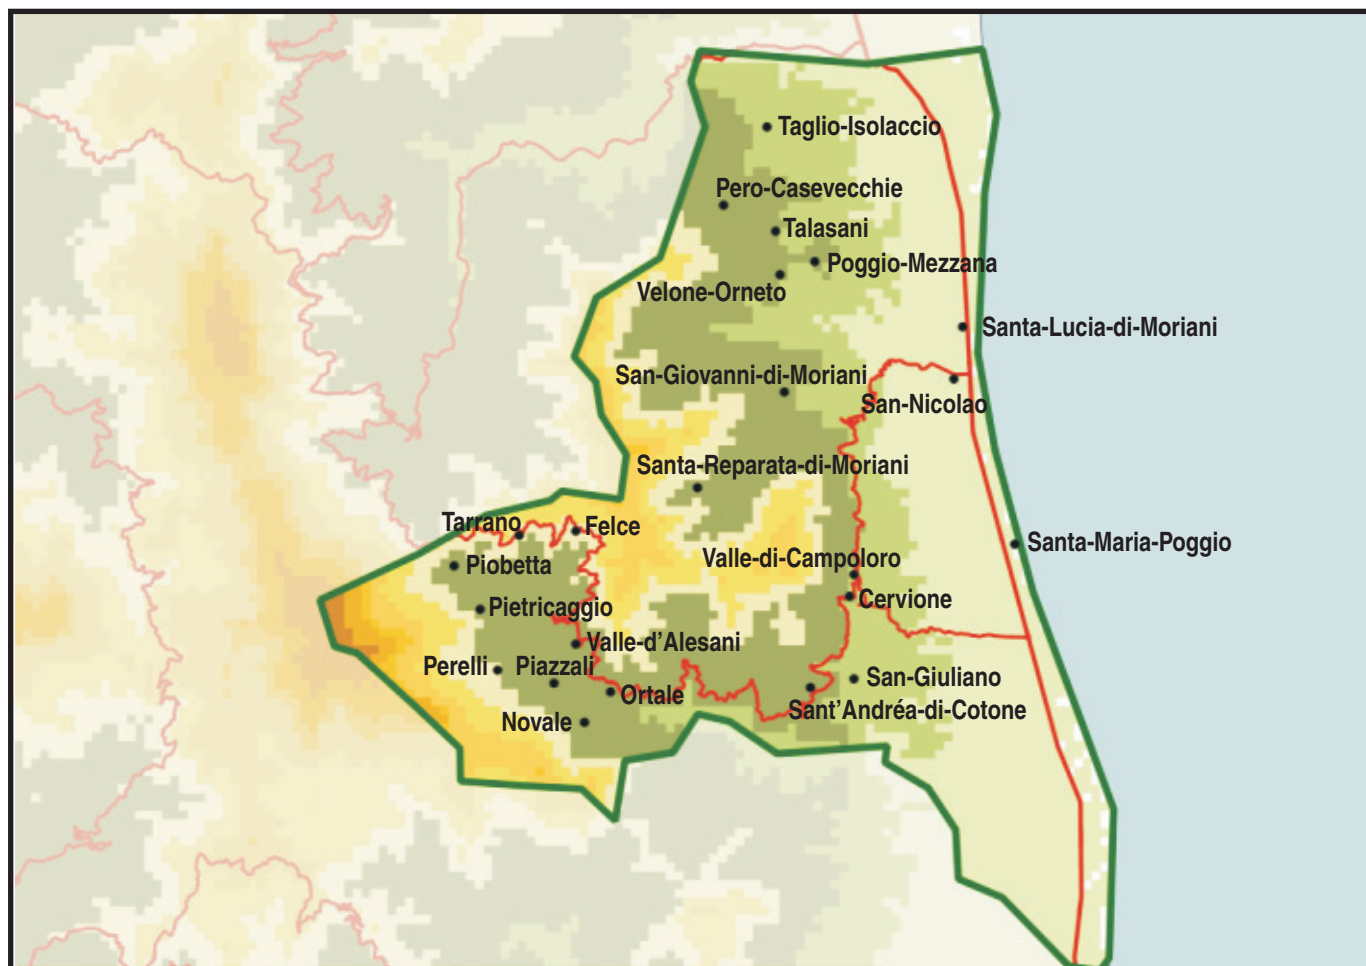 Taglio-Isolaccio
Pero-Casevecchie
Talasani
Poggio-Mezzana
Velone-Orneto
Santa-Lucia-di-Moriani
San-Giovanni-di-Moriani
San-Nicolao
Santa-Reparata-di-Moriani
Tarrano
Felce
Santa-Maria-Poggio
Valle-di-Campoloro
Piobetta
Cervione
Pietricaggio
Valle-d'Alesani
Perelli
Piazzali
San-Giuliano
Ortale
Sant'Andréa-di-Cotone
Novale